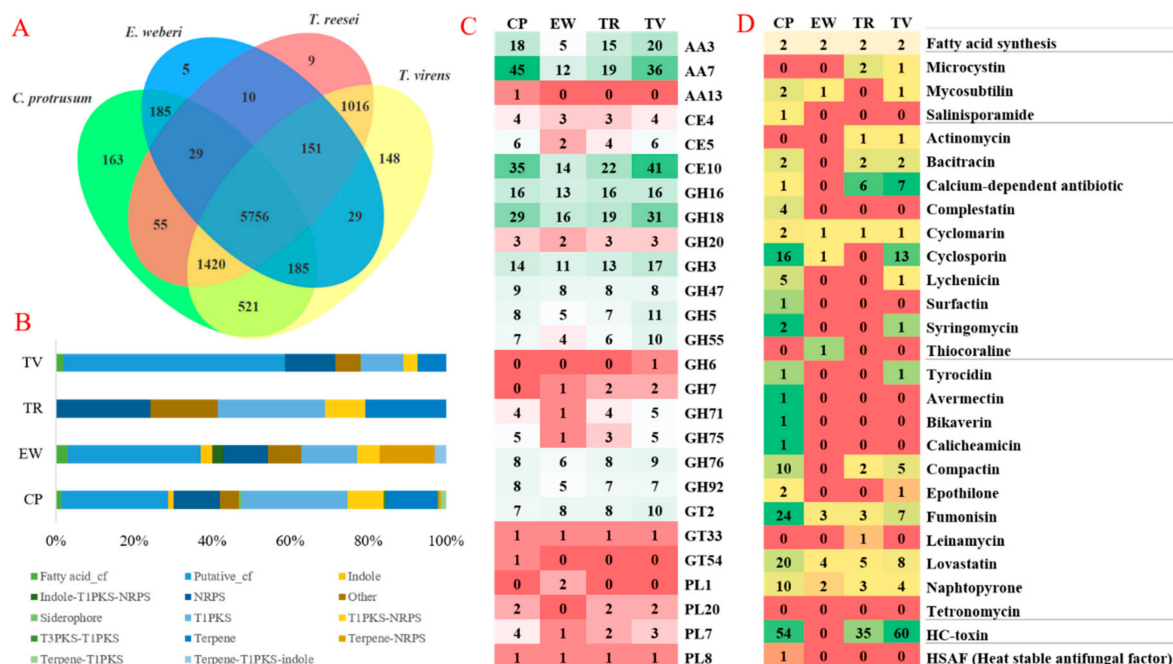 A
E. weberi
T. reesei
C. protrusum
T. virens
5
9
185
10
1016
163
29
151
148
55
5756
29
1420
185
521
B
TV
TR
EW
CP
0% 20% 40% 60% 80% 100%
Fatty acid_cf Putative_cf Indole
Indole-T1PKS-NRPS NRPS Other
Siderophore T1PKS T1PKS-NRPS
T3PKS-T1PKS Terpene Terpene-NRPS
Terpene-T1PKS Terpene-T1PKS-indole
C
CP EW TR TV
18 5 15 20 AA3
45 12 19 36 AA7
1 0 0 0 AA13
4 3 3 4 CE4
6 2 4 6 CE5
35 14 22 41 CE10
16 13 16 16 GH16
29 16 19 31 GH18
3 2 3 3 GH20
14 11 13 17 GH3
9 8 8 8 GH47
8 5 7 11 GH5
7 4 6 10 GH55
0 0 0 1 GH6
0 1 2 2 GH7
4 1 4 5 GH71
5 1 3 5 GH75
8 6 8 9 GH76
8 5 7 7 GH92
7 8 8 10 GT2
1 1 1 1 GT33
1 0 0 0 GT54
0 2 0 0 PL1
2 0 2 2 PL20
4 1 2 3 PL7
1 1 1 1 PL8
D
CP EW TR TV
2 2 2 2 Fatty acid synthesis
0 0 2 1 Microcystin
2 1 0 1 Mycosubtilin
1 0 0 0 Salinisporamide
0 0 1 1 Actinomycin
2 0 2 2 Bacitracin
1 0 6 7 Calcium-dependent antibiotic
4 0 0 0 Complestatin
2 1 1 1 Cyclomarin
16 1 0 13 Cyclosporin
5 0 0 1 Lychenicin
1 0 0 0 Surfactin
2 0 0 1 Syringomycin
0 1 0 0 Thiocoraline
1 0 0 1 Tyrocidin
1 0 0 0 Avermectin
1 0 0 0 Bikaverin
1 0 0 0 Calicheamicin
10 0 2 5 Compactin
2 0 0 1 Epothilone
24 3 3 7 Fumonisin
0 0 1 0 Leinamycin
20 4 5 8 Lovastatin
10 2 3 4 Naphtopyrone
0 0 0 0 Tetronomycin
54 0 35 60 HC-toxin
1 0 0 0 HSAF (Heat stable antifungal factor)